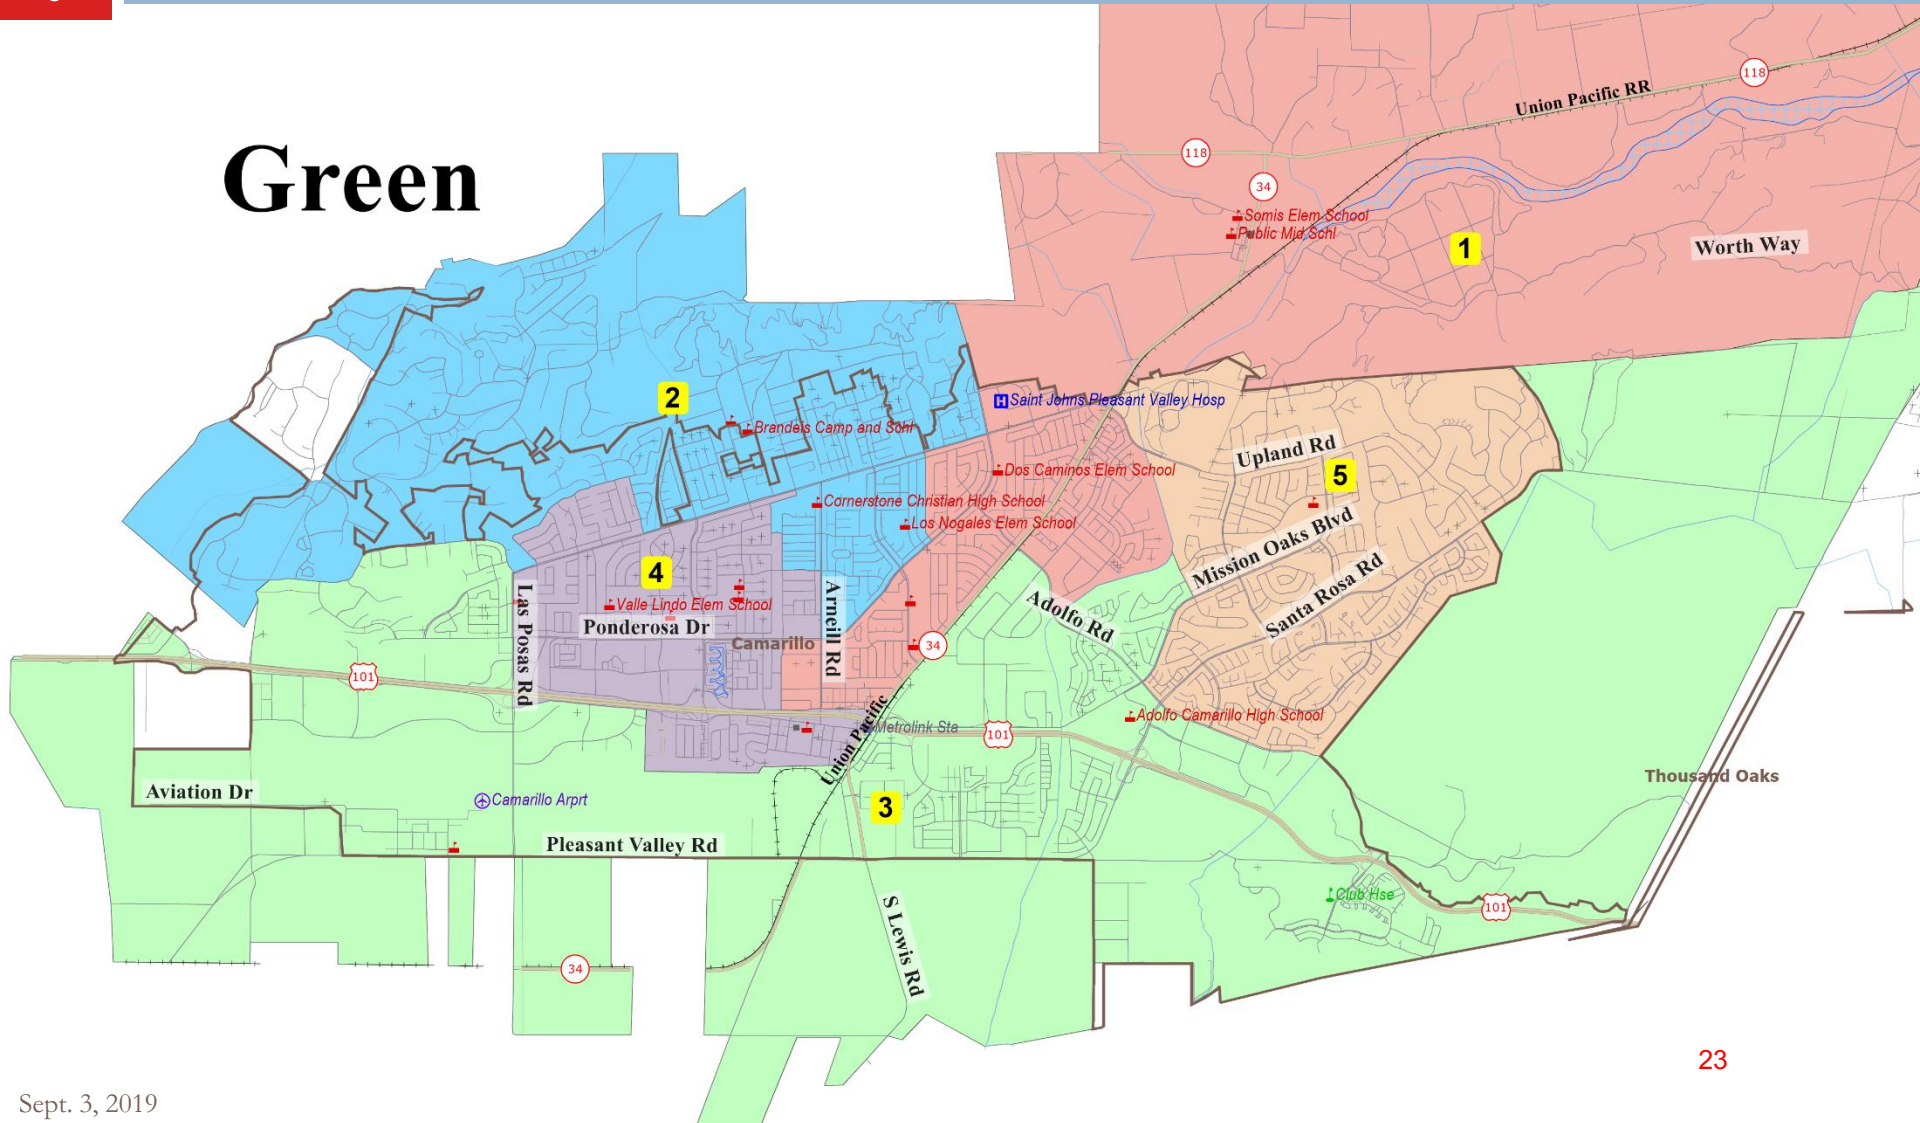 Green
118
Union Pacific RR
118
34
Somis Elem School
Public Mid Schl
1
Worth Way
2
Saint Johns Pleasant Valley Hosp
Brandeis Camp and Schl
Upland Rd
5
Dos Caminos Elem School
Cornerstone Christian High School
Los Nogales Elem School
Mission Oaks Blvd
4
Santa Rosa Rd
Valle Lindo Elem School
Ponderosa Dr
Las Posas Rd
Arneill Rd
Adolfo Rd
Camarillo
34
101
Adolfo Camarillo High School
Metrolink Sta
101
Union Pacific
Thousand Oaks
Aviation Dr
Camarillo Arprt
3
Pleasant Valley Rd
Club Hse
101
S Lewis Rd
34
23
Sept. 3, 2019